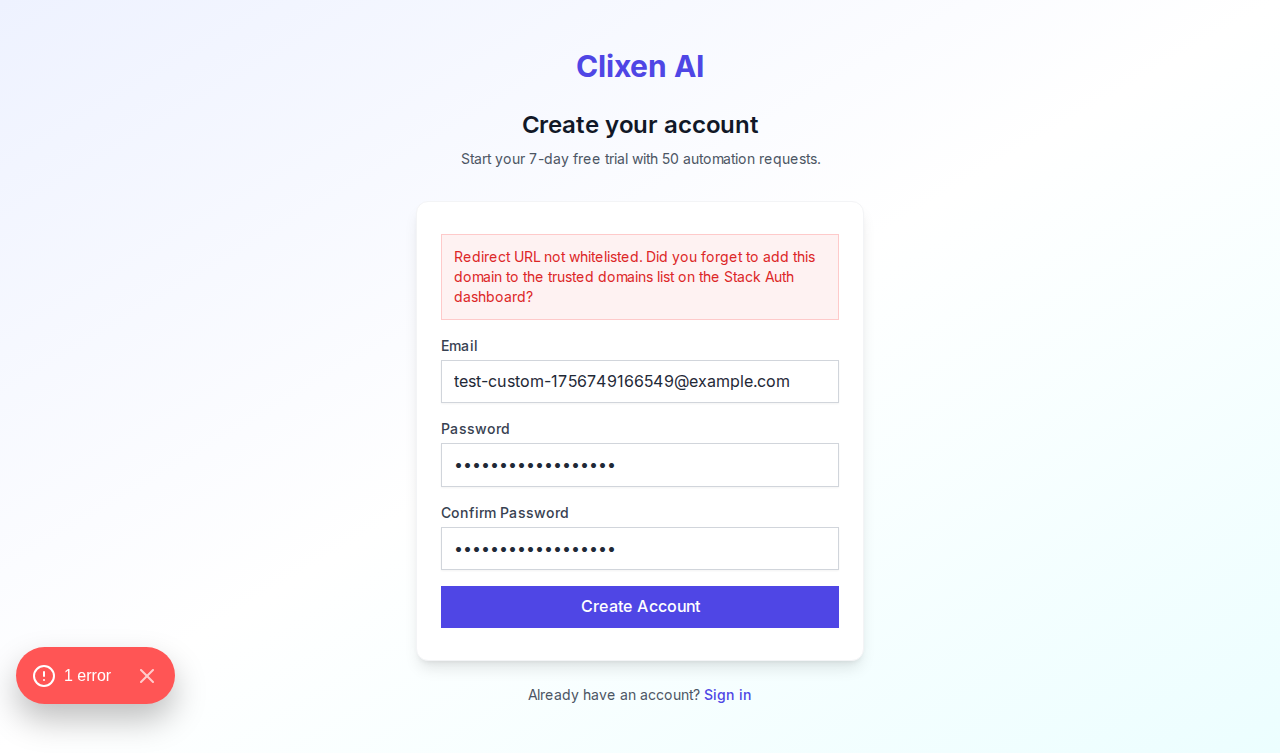 Clixen AI
Create your account
Start your 7-day free trial with 50 automation requests.
Redirect URL not whitelisted. Did you forget to add this
domain to the trusted domains list on the Stack Auth
dashboard?
Email
test-custom-1756749166549@example.com
Password
••••••••••••••••••
Confirm Password
••••••••••••••••••
Create Account
1 error
Already have an account? Sign in